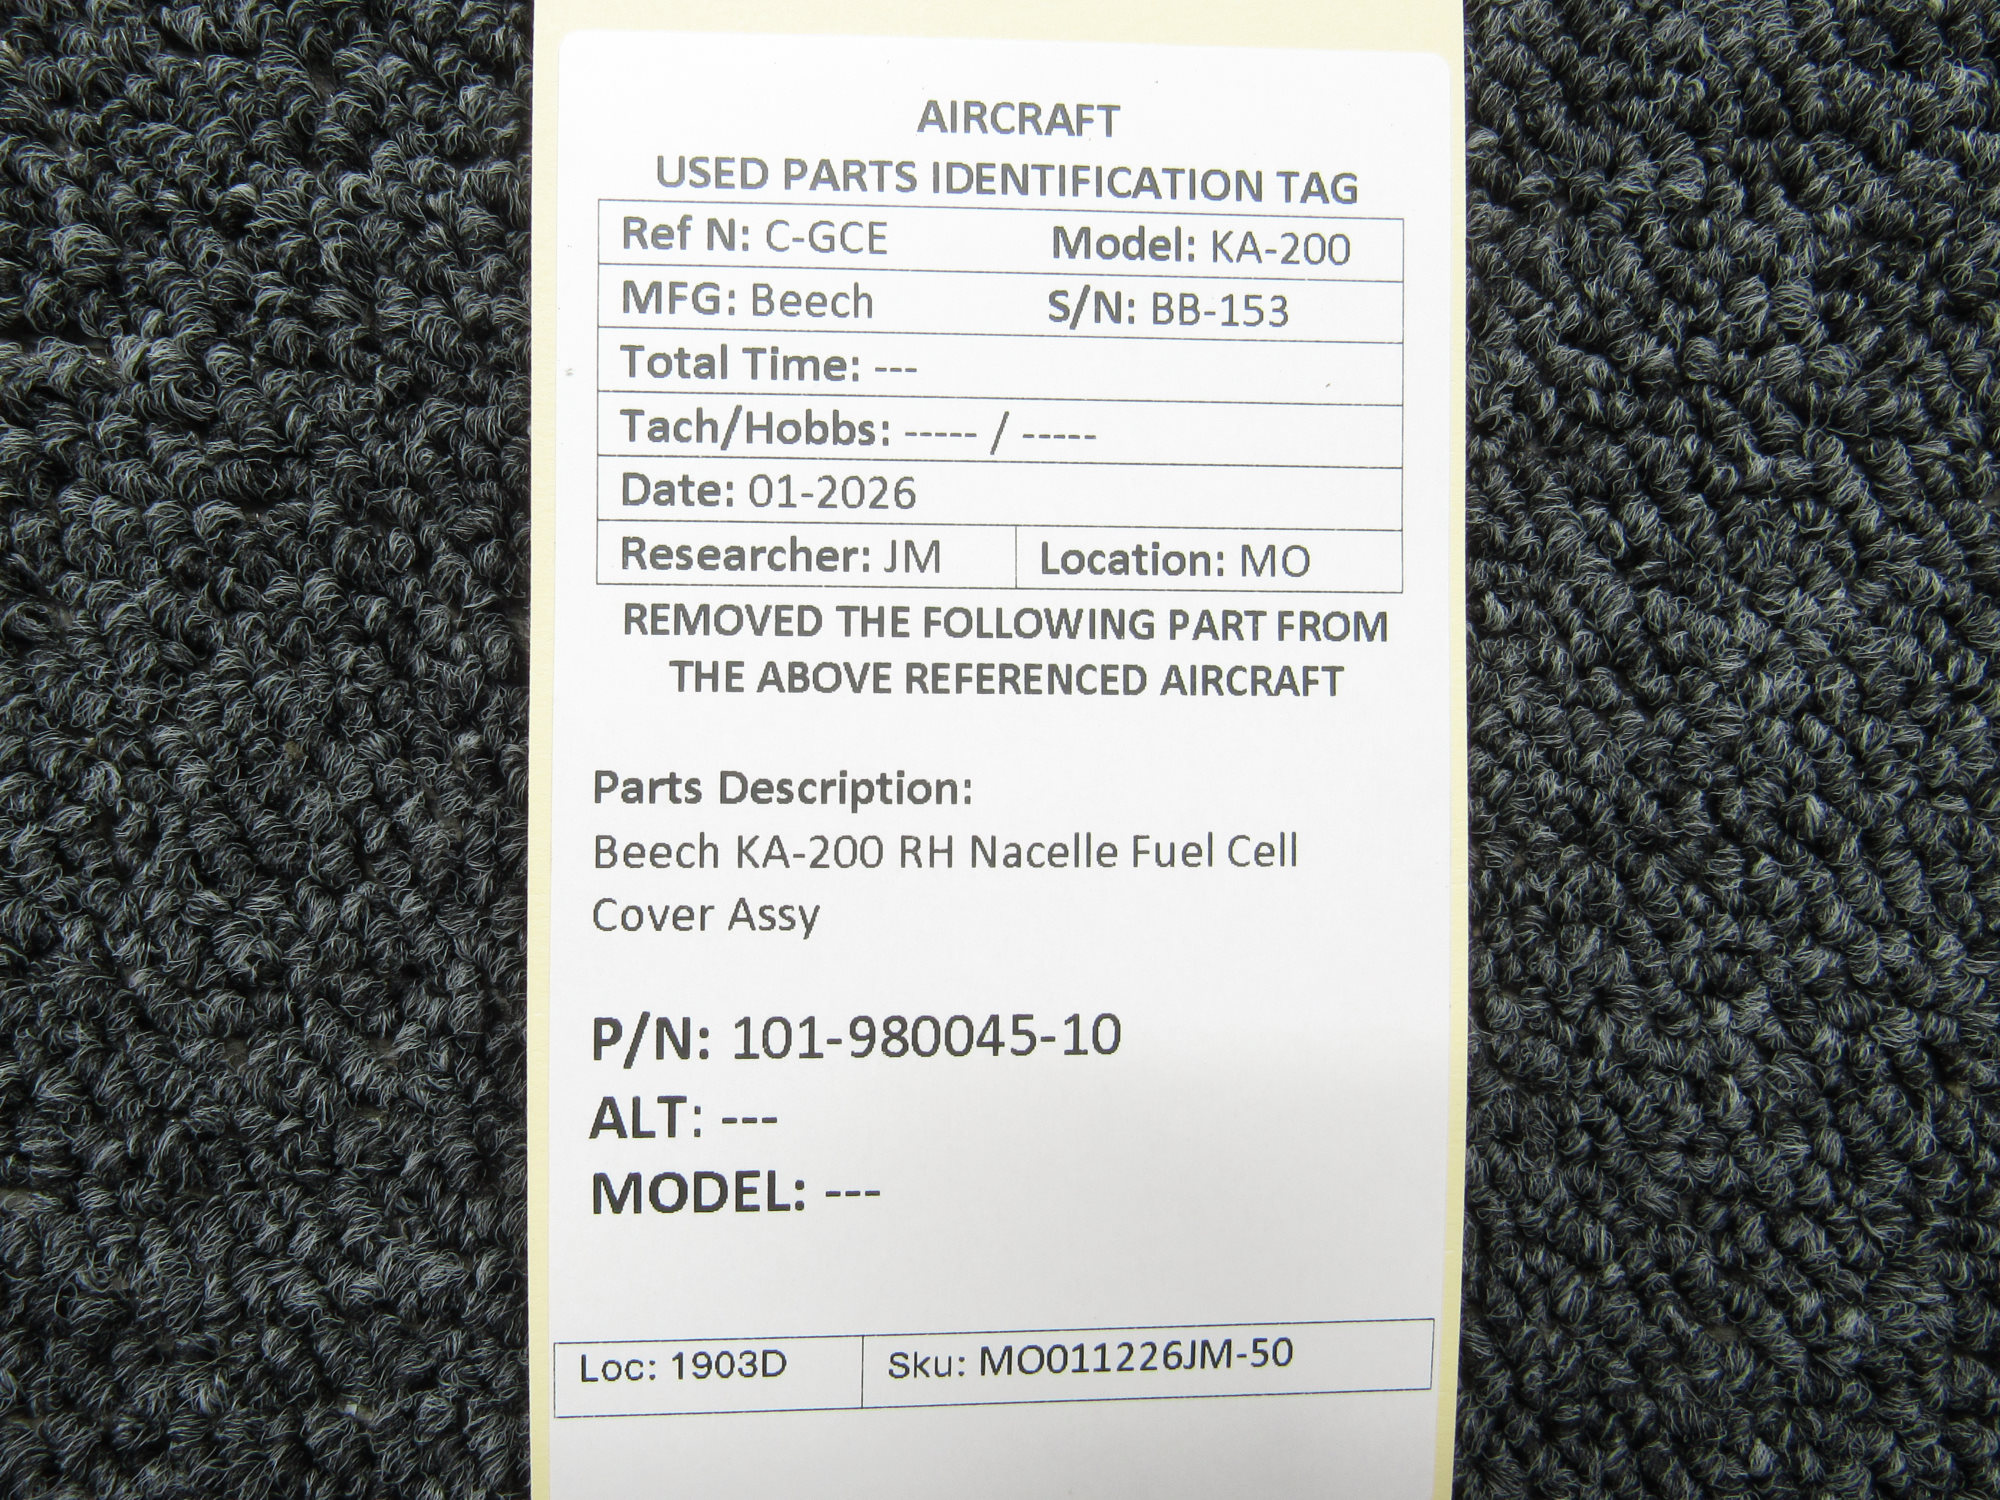 AIRCRAFT
USED PARTS IDENTIFICATION TAG
Ref N: C-GCE Model: KA-200
MFG: Beech S/N: BB-153
Total Time: ---
Tach/Hobbs: ----- / -----
Date: 01-2026
Researcher: JM Location: MO
REMOVED THE FOLLOWING PART FROM
THE ABOVE REFERENCED AIRCRAFT
Parts Description:
Beech KA-200 RH Nacelle Fuel Cell
Cover Assy
P/N: 101-980045-10
ALT: ---
MODEL: ---
Loc: 1903D Sku: MO011226JM-50